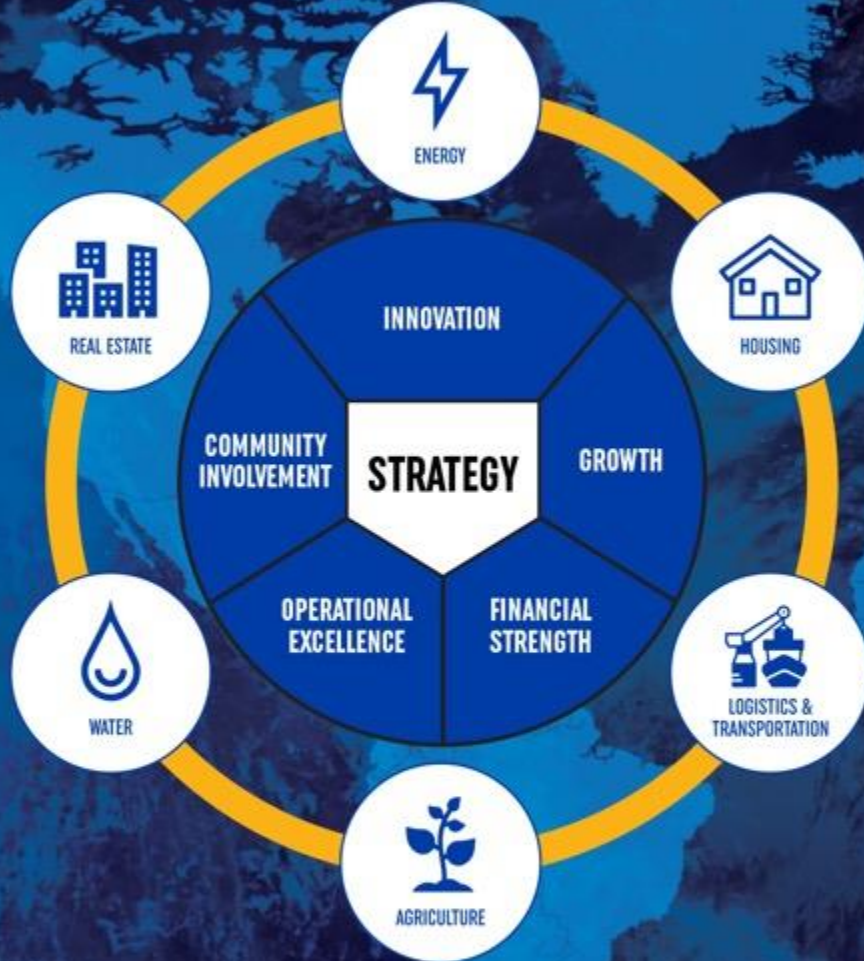 ENERGY
REAL ESTATE
HOUSING
INNOVATION
COMMUNITY
INVOLVEMENT
STRATEGY
GROWTH
OPERATIONAL
EXCELLENCE
FINANCIAL
STRENGTH
WATER
LOGISTICS &
TRANSPORTATION
AGRICULTURE